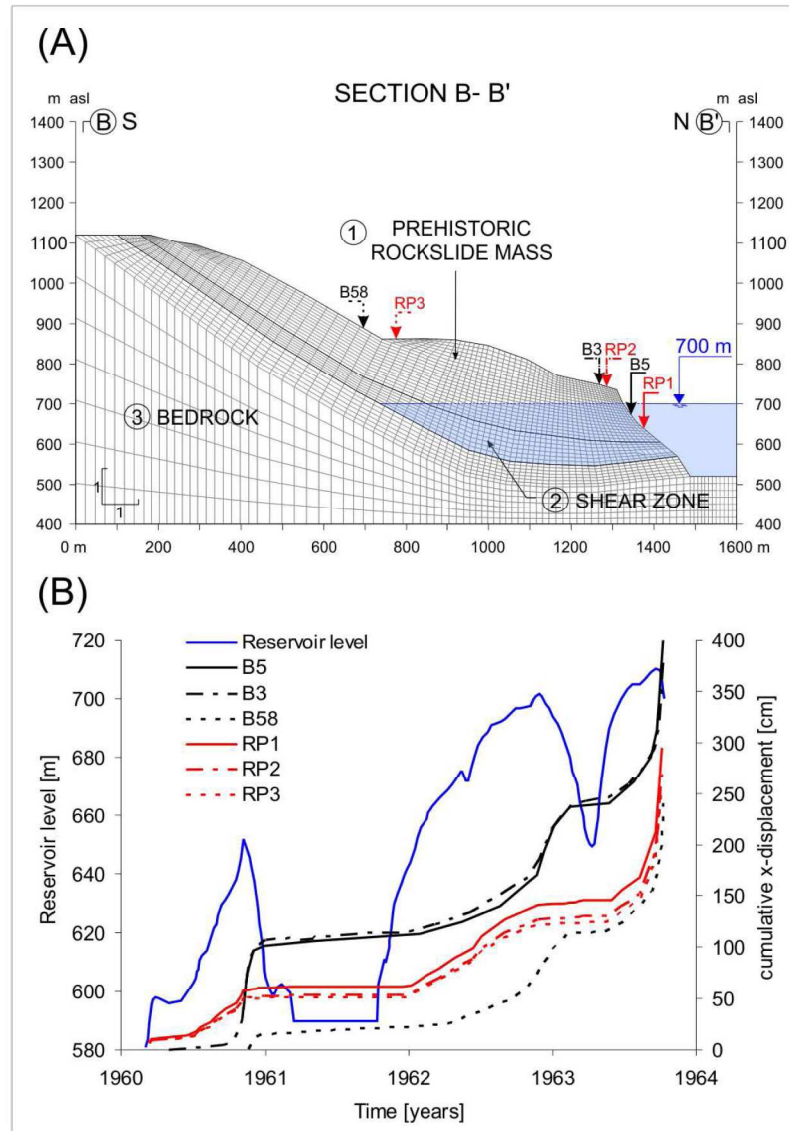 (A)
SECTION B- B'
m asl
m asl
B S
N B'
1400
1300
1200
1100
1000
900
800
700
600
500
400
1400
1300
1200
1100
1000
900
800
700
600
500
400
1 PREHISTORIC
ROCKSLIDE MASS
B58
RP3
B3
RP2
B5
RP1
700 m
3 BEDROCK
2 SHEAR ZONE
1
1
0 m 200 400 600 800 1000 1200 1400 1600 m
(B)
Reservoir level
B5
B3
B58
RP1
RP2
RP3
Reservoir level [m]
720
700
680
660
640
620
600
580
400
350
300
250
200
150
100
50
0
cumulative x-displacement [cm]
1960 1961 1962 1963 1964
Time [years]